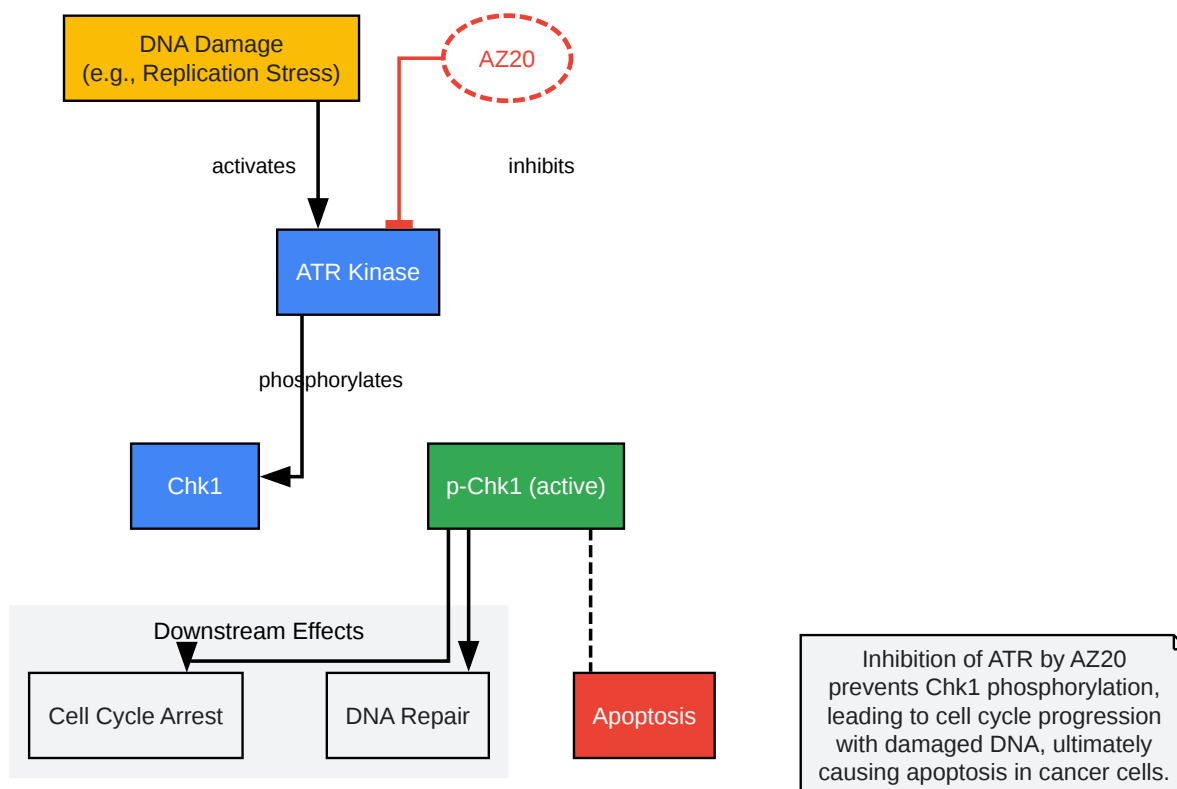 DNA Damage
(e.g., Replication Stress)
AZ20
activates
inhibits
ATR Kinase
phosphorylates
Chk1
p-Chk1 (active)
Downstream Effects
Cell Cycle Arrest
DNA Repair
Apoptosis
Inhibition of ATR by AZ20
prevents Chk1 phosphorylation,
leading to cell cycle progression
with damaged DNA, ultimately
causing apoptosis in cancer cells.